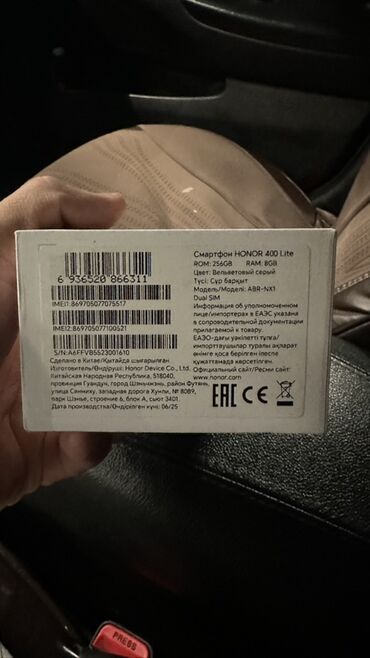 6 936520 866311
IMEI1:869705077075517
IMEI2:869705077100521
S/N:A6FFVB5523001610
Сделано в Китае/Қытайда шығарылған
Изготовитель/Өндіруші: Honor Device Co., Ltd.
Китайская Народная Республика, 518040,
провинция Гуандун, город Шэньчжэнь, район Футянь,
улица Сянмиху, западная дорога Хунли, № 8089,
парк Шэнье, строение 6, блок А, сьют 3401.
Дата изготовления/Өндірілген күні: 06/25
Смартфон HONOR 400 Lite
ROM: 256GB RAM: 8GB
Цвет: Вельветовый серый
Түсі: Сұр барқыт
Модель/Моделі: ABR-NX1
Dual SIM
Информация об уполномоченном
лице/импортерах в ЕАЭС указана
в сопроводительной документации
прилагаемой к товару.
ЕАЭО-дағы уәкілетті тұлға/
импорттаушылар туралы ақпарат
өнімге қоса берілген ілеспе
құжаттамада көрсетілген.
Официальный сайт/Ресми сайт:
www.honor.com
EAC CE
PRESS